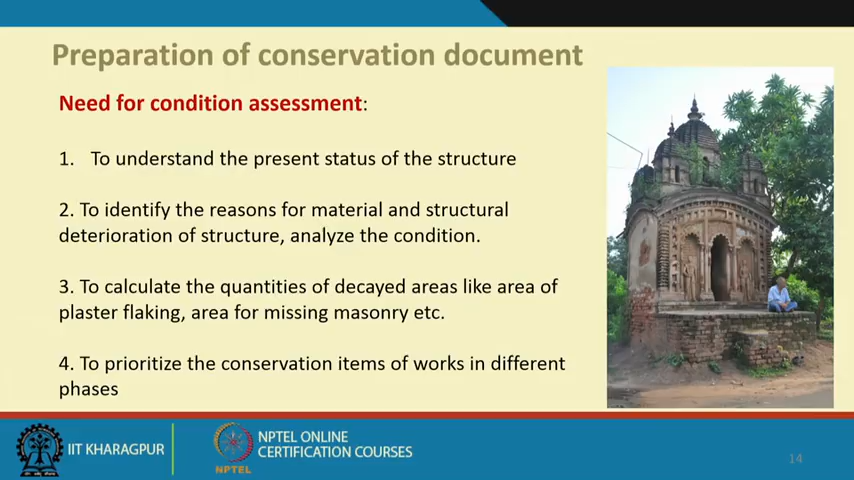 Preparation of conservation document
Need for condition assessment:
1. To understand the present status of the structure
2. To identify the reasons for material and structural
deterioration of structure, analyze the condition.
3. To calculate the quantities of decayed areas like area of
plaster flaking, area for missing masonry etc.
4. To prioritize the conservation items of works in different
phases
IIT KHARAGPUR
NPTEL
NPTEL ONLINE
CERTIFICATION COURSES
14